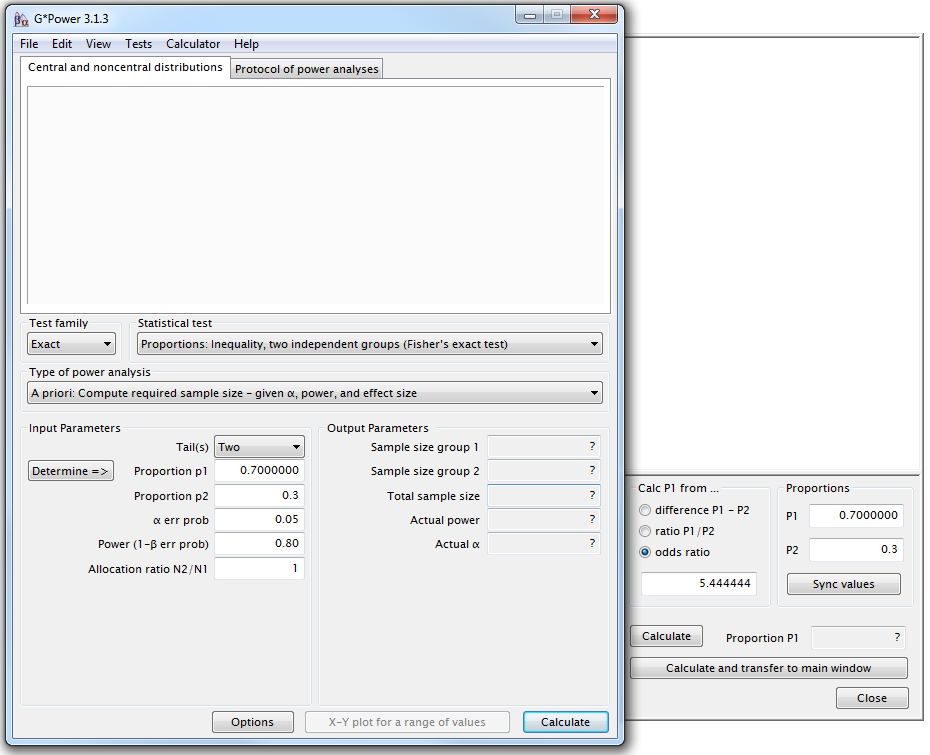 G*Power 3.1.3
File Edit View Tests Calculator Help
Central and noncentral distributions Protocol of power analyses
Test family Statistical test
Exact Proportions: Inequality, two independent groups (Fisher's exact test)
Type of power analysis
A priori: Compute required sample size – given α, power, and effect size
Input Parameters
Tail(s) Two
Determine => Proportion p1 0.7000000
Proportion p2 0.3
α err prob 0.05
Power (1-β err prob) 0.80
Allocation ratio N2/N1 1
Output Parameters
Sample size group 1 ?
Sample size group 2 ?
Total sample size ?
Actual power ?
Actual α ?
Options X-Y plot for a range of values Calculate
Calc P1 from ...
difference P1 - P2
ratio P1/P2
odds ratio
5.444444
Proportions
P1 0.7000000
P2 0.3
Sync values
Calculate Proportion P1 ?
Calculate and transfer to main window
Close